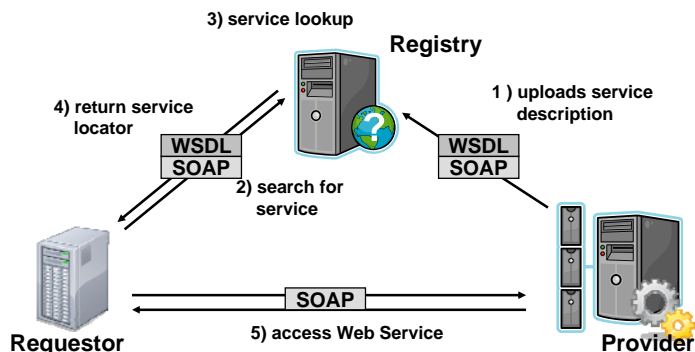 3) service lookup
Registry
1 ) uploads service
description
4) return service
locator
WSDL
SOAP
WSDL
SOAP
2) search for
service
?
SOAP
5) access Web Service
Requestor
Provider